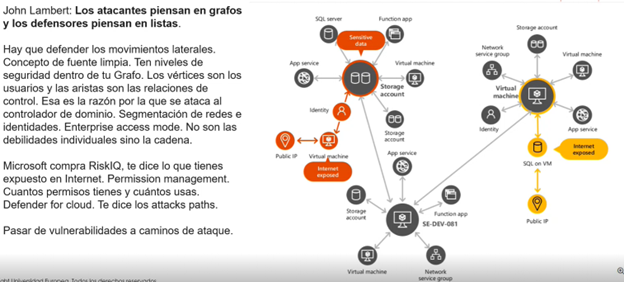 John Lambert: Los atacantes piensan en grafos
y los defensores piensan en listas.
Hay que defender los movimientos laterales.
Concepto de fuente limpia. Ten niveles de
seguridad dentro de tu Grafo. Los vértices son los
usuarios y las aristas son las relaciones de
control. Esa es la razón por la que se ataca al
controlador de dominio. Segmentación de redes e
identidades. Enterprise access mode. No son las
debilidades individuales sino la cadena.
Microsoft compra RiskIQ, te dice lo que tienes
expuesto en Internet. Permission management.
Cuantos permisos tienes y cuántos usas.
Defender for cloud. Te dice los attacks paths.
Pasar de vulnerabilidades a caminos de ataque.
SQL server
Function app
Sensitive
data
App service
Virtual machine
Storage
account
Identity
Storage
account
Public IP
Virtual machine
Internet
exposed
App service
Storage
account
Function app
SE-DEV-081
Virtual machine
Network
service group
Storage account
Network
service group
Virtual machine
Virtual
machine
Identity
App service
SQL on VM
Internet
exposed
Public IP
Universidad Europea. Todos los derechos reservados